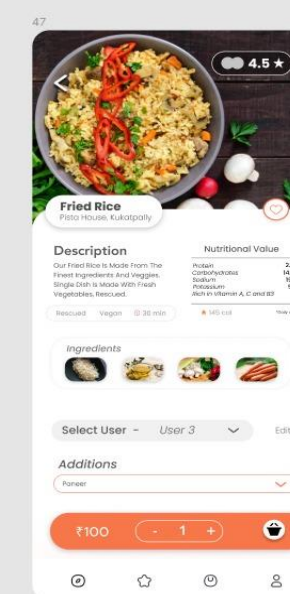 47
4.5 ★
Fried Rice
Pista House, Kukatpally
Description
Our Fried Rice Is Made From The
Finest Ingredients And Veggies.
Single Dish Is Made With Fresh
Vegetables, Rescued.
Rescued Vegan 30 min
Nutritional Value
Protein
Carbohydrates
Sodium
Potassium
Rich in vitamin A, C and B3
145 cal
Ingredients
Select User - User 3
Edit
Additions
Paneer
₹100
- 1 +